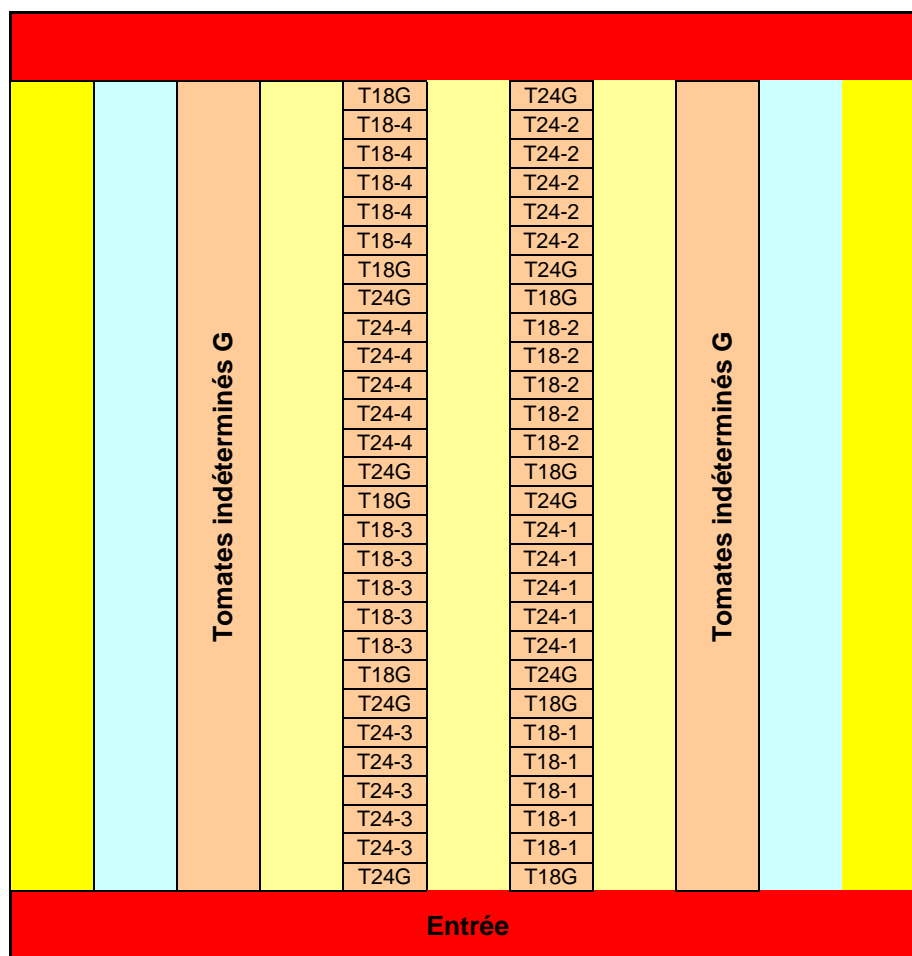 T18G T24G
T18-4 T24-2
T18-4 T24-2
T18-4 T24-2
T18-4 T24-2
T18-4 T24-2
T18G T24G
T24G T18G
T24-4 T18-2
T24-4 T18-2
T24-4 T18-2
T24-4 T18-2
T24-4 T18-2
T24G T18G
T18G T24G
T18-3 T24-1
T18-3 T24-1
T18-3 T24-1
T18-3 T24-1
T18-3 T24-1
T18G T24G
T24G T18G
T24-3 T18-1
T24-3 T18-1
T24-3 T18-1
T24-3 T18-1
T24-3 T18-1
T24G T18G
Tomates indéterminés G
Tomates indéterminés G
Entrée